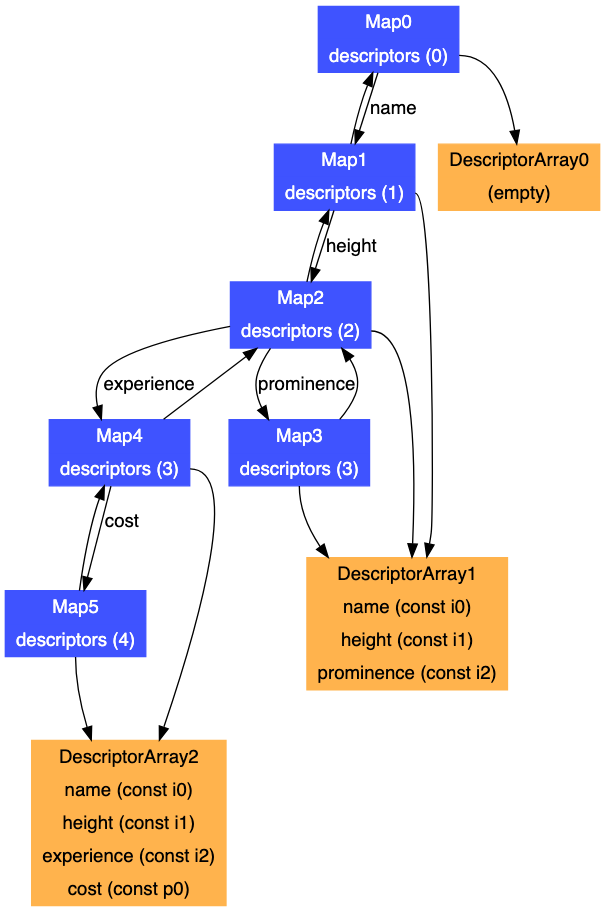 Map0
descriptors (0)
name
Map1
descriptors (1)
DescriptorArray0
(empty)
height
Map2
descriptors (2)
experience
prominence
Map4
descriptors (3)
Map3
descriptors (3)
cost
DescriptorArray1
name (const i0)
height (const i1)
prominence (const i2)
Map5
descriptors (4)
DescriptorArray2
name (const i0)
height (const i1)
experience (const i2)
cost (const p0)